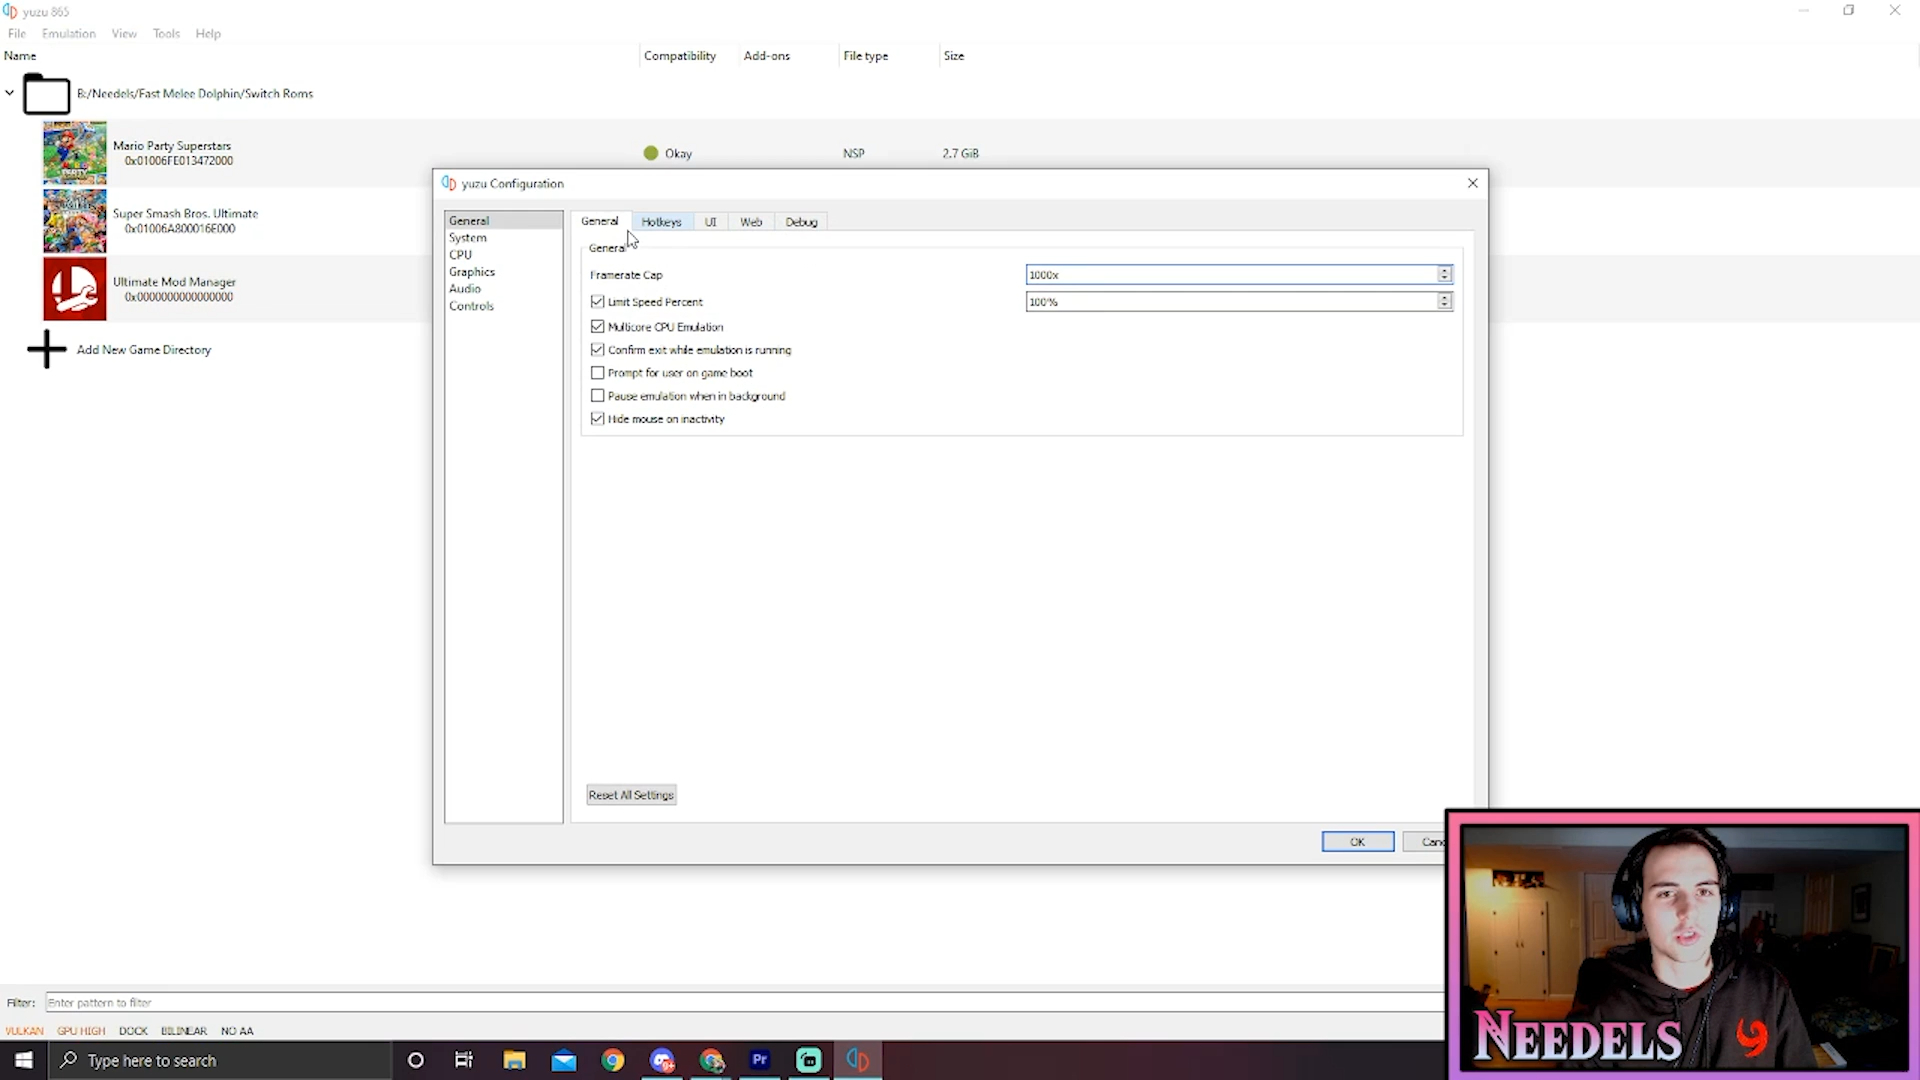 yuzu 865
File Emulation View Tools Help
Name Compatibility Add-ons File type Size
B:/Needels/Fast Melee Dolphin/Switch Roms
Mario Party Superstars
0x01006FE013472000
Okay NSP 2.7 GiB
Super Smash Bros. Ultimate
0x01006A800016E000
Ultimate Mod Manager
0x0000000000000000
Add New Game Directory
yuzu Configuration
General
System
CPU
Graphics
Audio
Controls
General Hotkeys UI Web Debug
General
Framerate Cap 1000x
Limit Speed Percent 100%
Multicore CPU Emulation
Confirm exit while emulation is running
Prompt for user on game boot
Pause emulation when in background
Hide mouse on inactivity
Reset All Settings
OK Canc
Filter: Enter pattern to filter
VULKAN GPU HIGH DOCK BILINEAR NO AA
Type here to search
Pr
NEEDELS